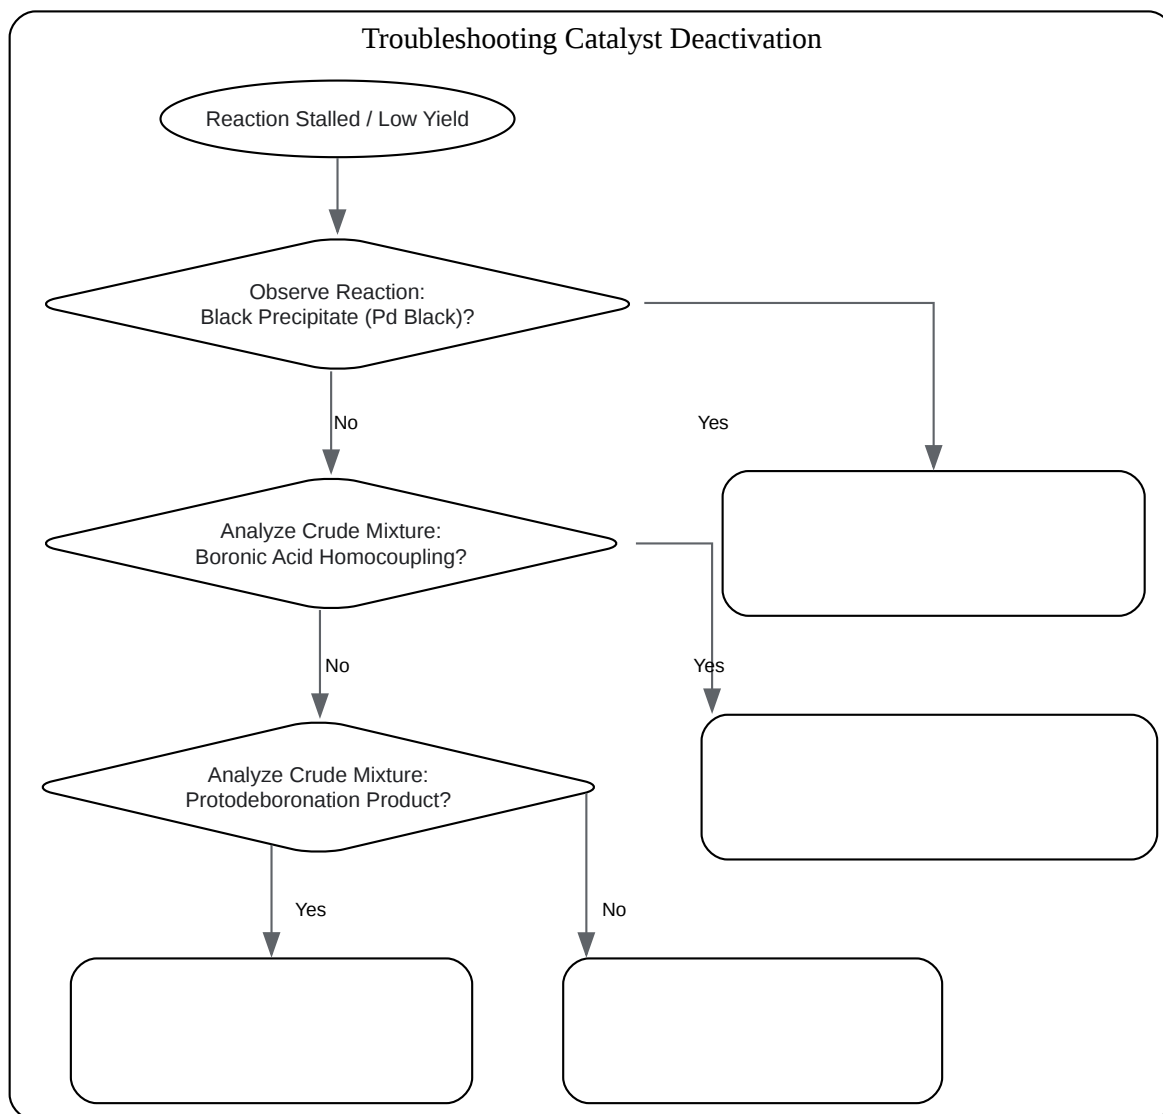 Troubleshooting Catalyst Deactivation
Reaction Stalled / Low Yield
Observe Reaction:
Black Precipitate (Pd Black)?
No
Yes
Analyze Crude Mixture:
Boronic Acid Homocoupling?
No
Yes
Analyze Crude Mixture:
Protodeboronation Product?
Yes
No